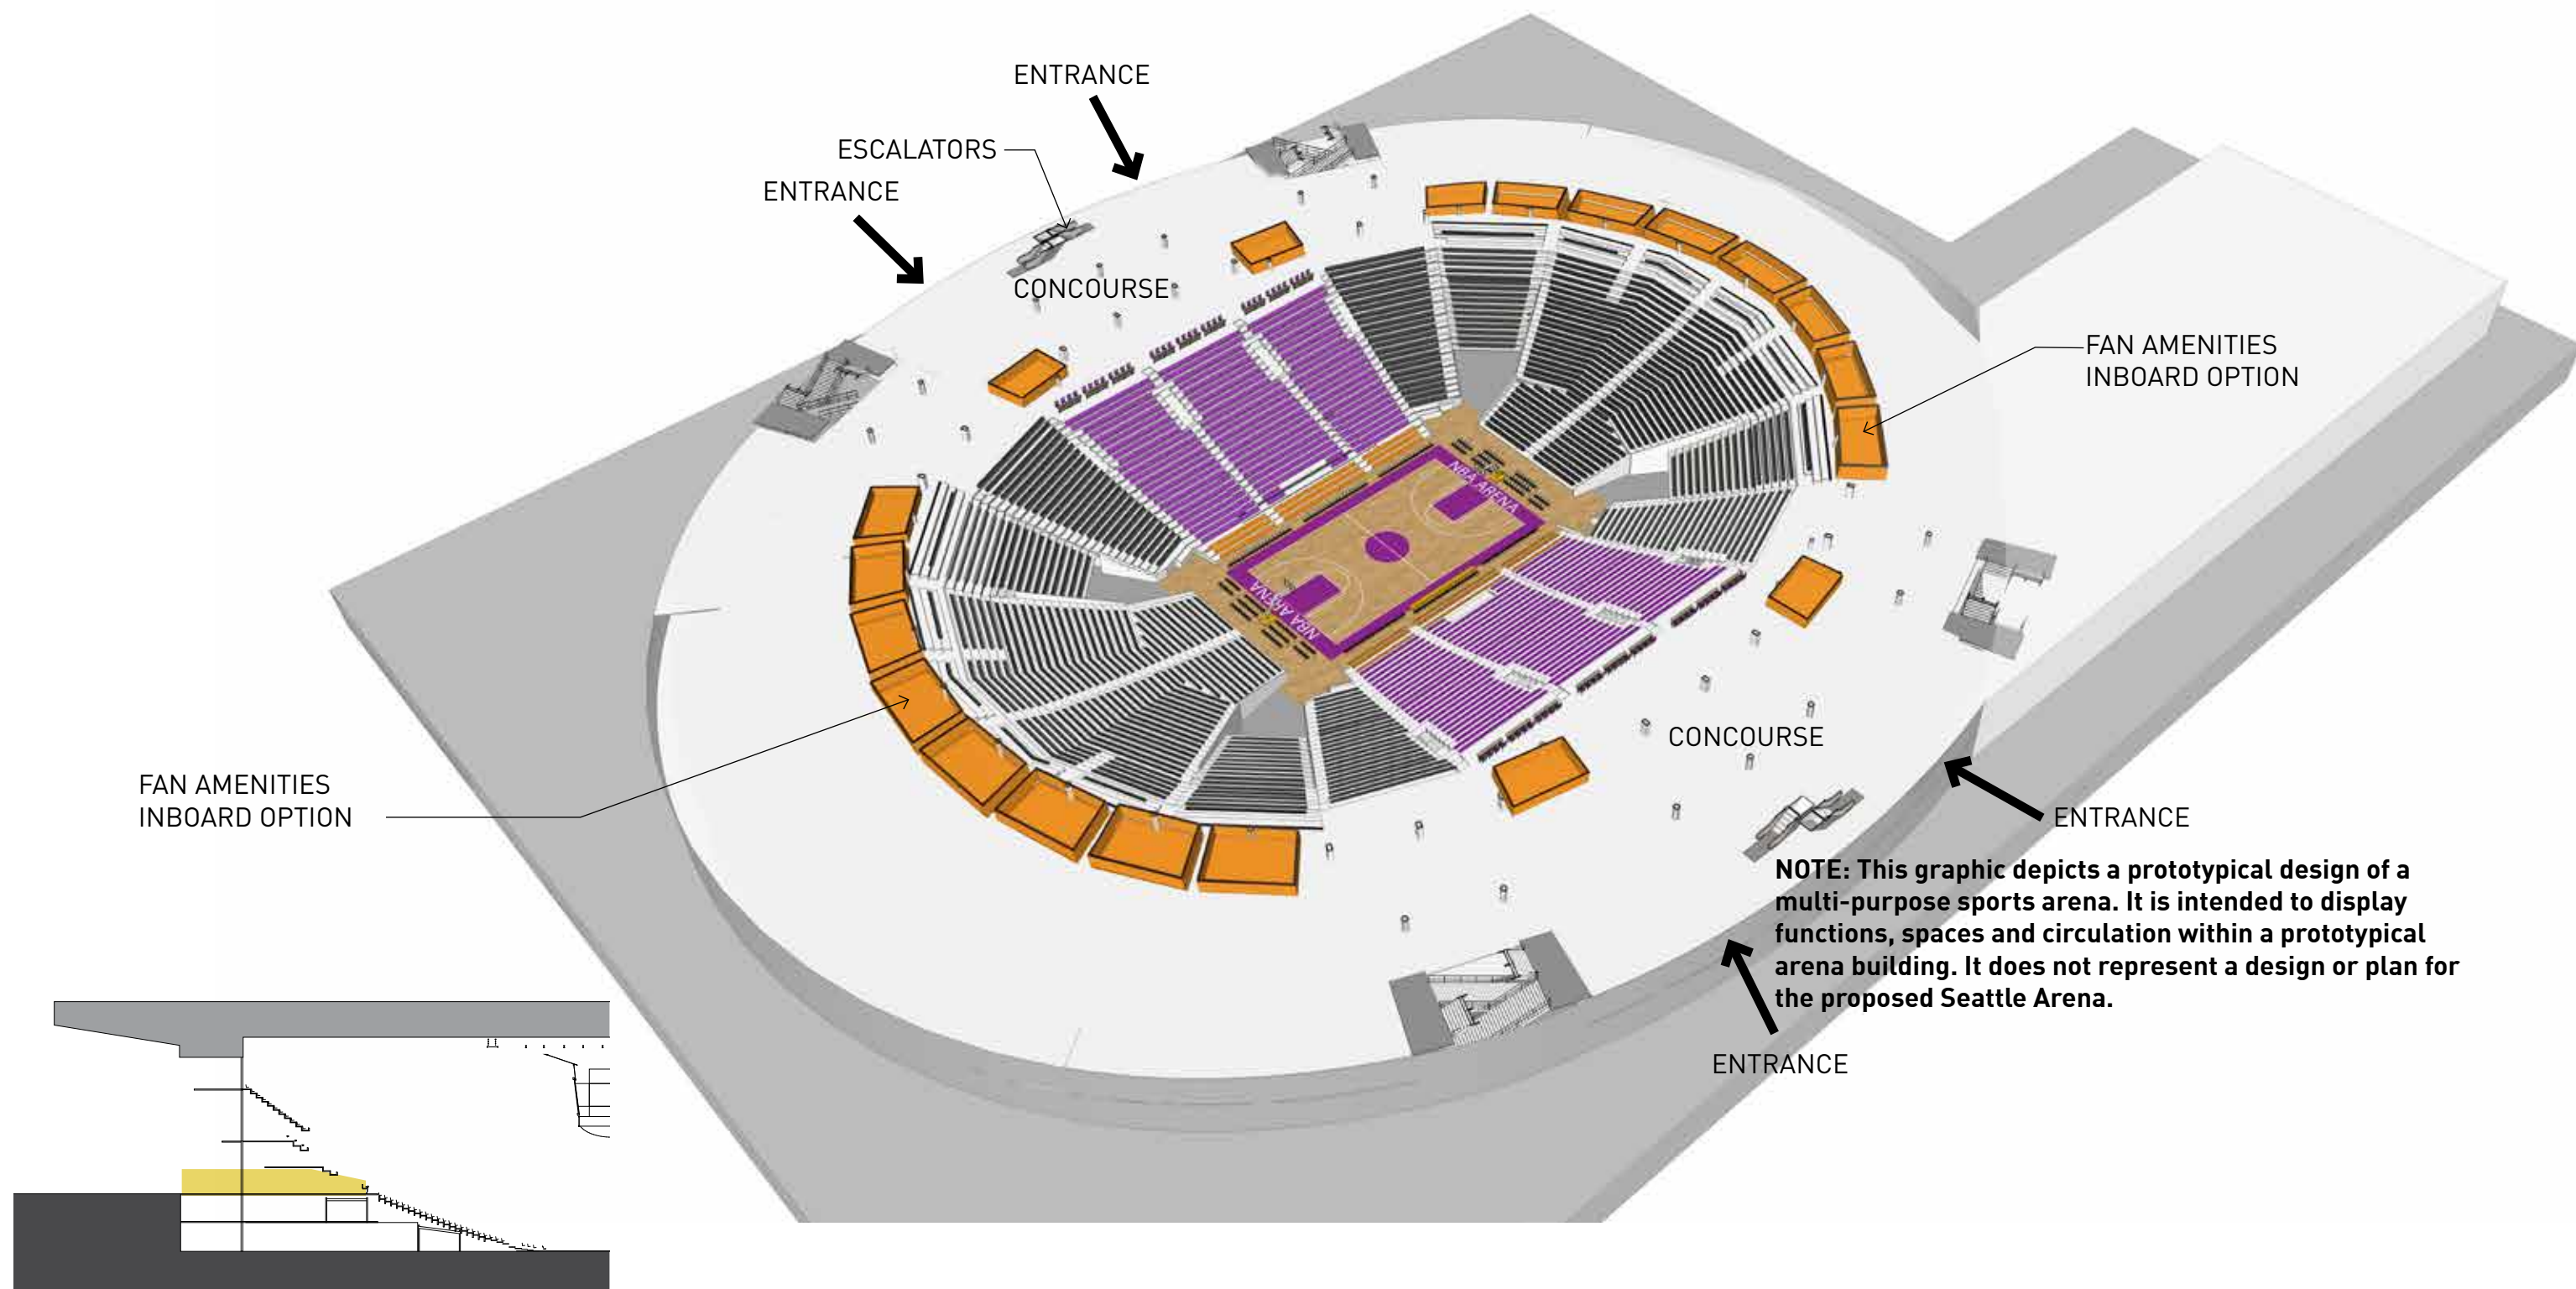 ENTRANCE
ESCALATORS
ENTRANCE
CONCOURSE
FAN AMENITIES
INBOARD OPTION
NBA ARENA
NBA ARENA
CONCOURSE
FAN AMENITIES
INBOARD OPTION
ENTRANCE
NOTE: This graphic depicts a prototypical design of a
multi-purpose sports arena. It is intended to display
functions, spaces and circulation within a prototypical
arena building. It does not represent a design or plan for
the proposed Seattle Arena.
ENTRANCE